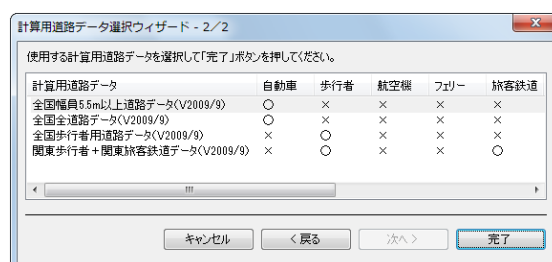 計算用道路データ選択ウィザード - 2/2
使用する計算用道路データを選択して「完了」ボタンを押してください。
計算用道路データ 自動車 歩行者 航空機 フェリー 旅客鉄道
全国幅員5.5m以上道路データ(V2009/9) ○ × × × ×
全国全道路データ(V2009/9) ○ × × × ×
全国歩行者用道路データ(V2009/9) × ○ × × ×
関東歩行者+関東旅客鉄道データ(V2009/9) × ○ × × ○
キャンセル < 戻る 次へ > 完了